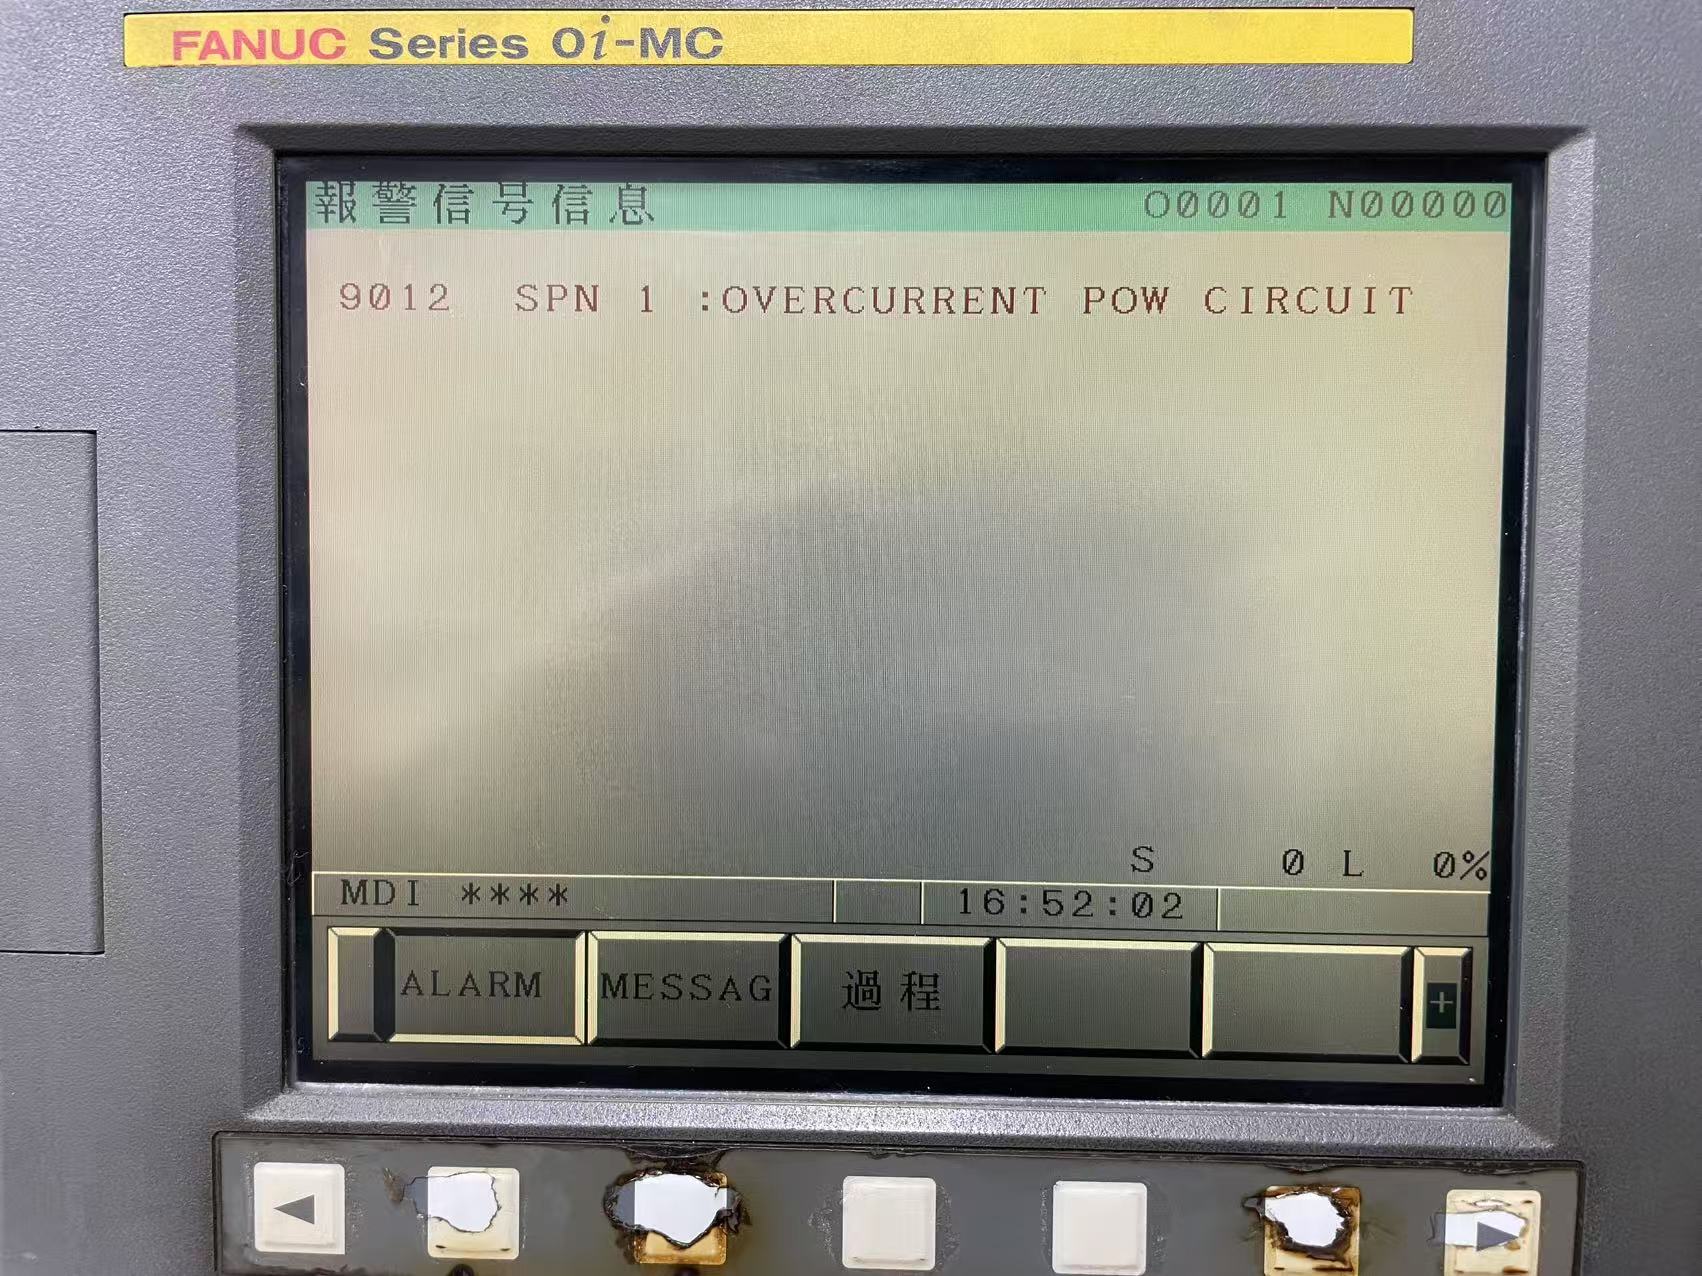 FANUC Series 0i-MC
報警信号信息 O0001 N00000
9012 SPN 1 :OVERCURRENT POW CIRCUIT
S 0 L 0%
MDI **** 16:52:02
ALARM MESSAG 過程 +